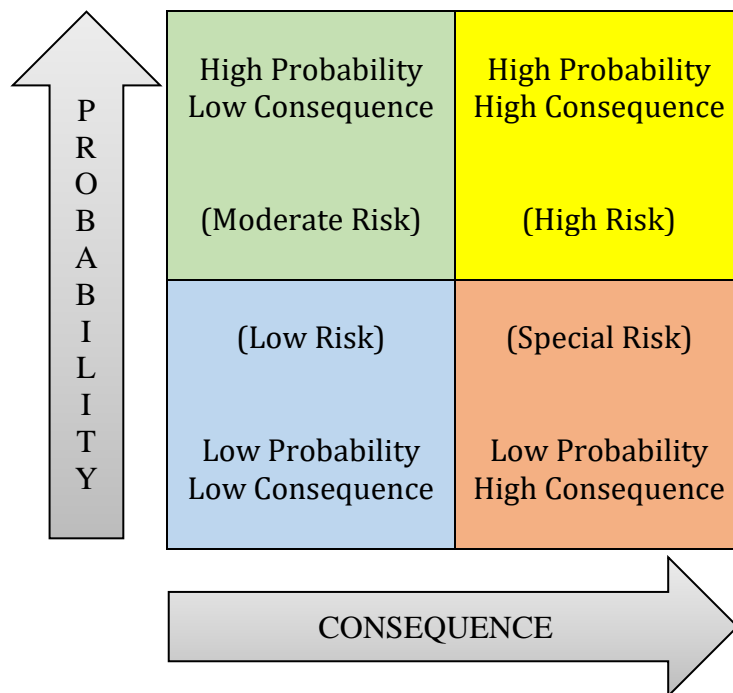 PROBABILITY
High Probability
Low Consequence
(Moderate Risk)
High Probability
High Consequence
(High Risk)
(Low Risk)
Low Probability
Low Consequence
(Special Risk)
Low Probability
High Consequence
CONSEQUENCE